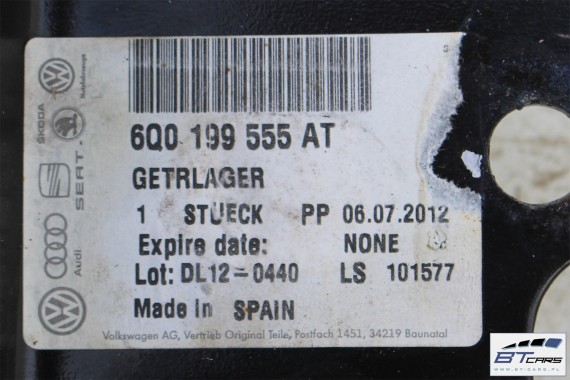 6Q0 199 555 AT
GETRLAGER
1 STUECK PP 06.07.2012
Expire date: NONE
Lot: DL12-0440 LS 101577
Made in SPAIN
Volkswagen AG, Vertrieb Original Teile, Postfach 1451, 34219 Baunatal
ŠKODA
SEAT
Audi
BT CARS
WWW.BTCARS.PL